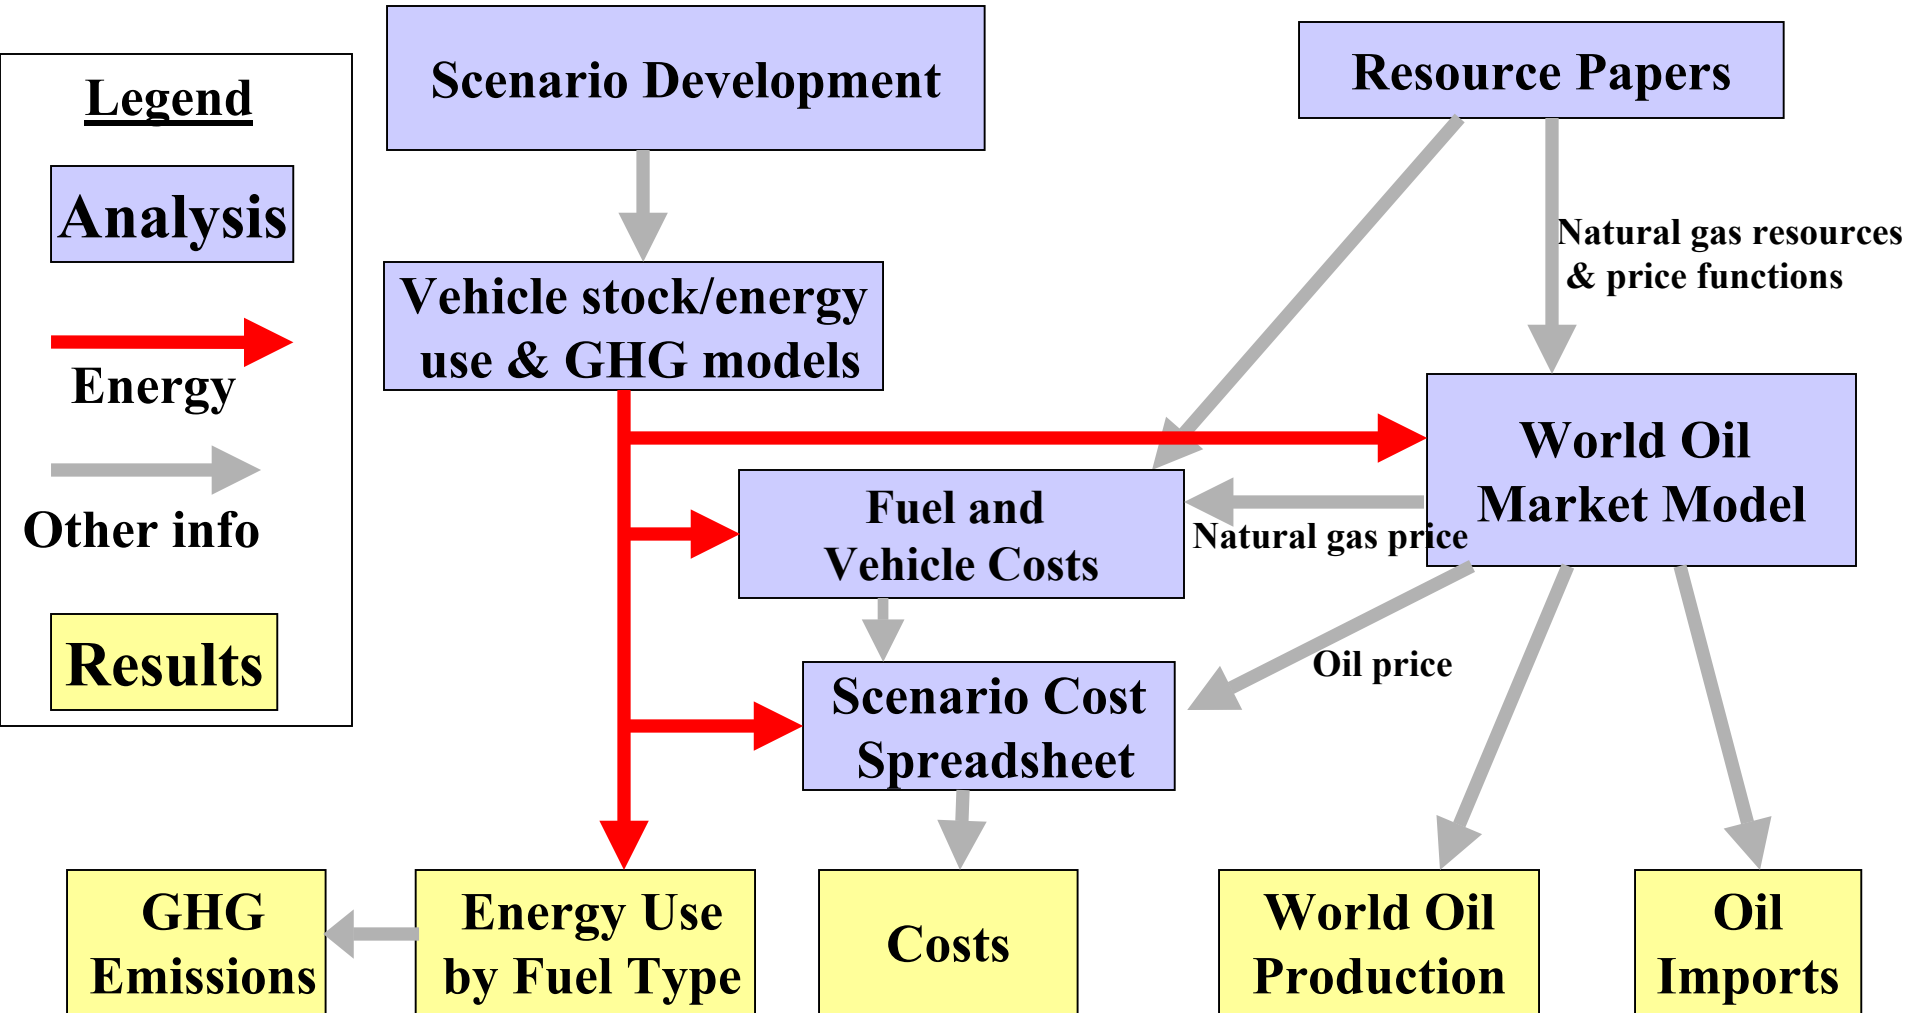 Legend
Analysis
Energy
Other info
Results
Scenario Development
Resource Papers
Natural gas resources
& price functions
Vehicle stock/energy
use & GHG models
World Oil
Market Model
Fuel and
Vehicle Costs
Natural gas price
Oil price
Scenario Cost
Spreadsheet
GHG
Emissions
Energy Use
by Fuel Type
Costs
World Oil
Production
Oil
Imports